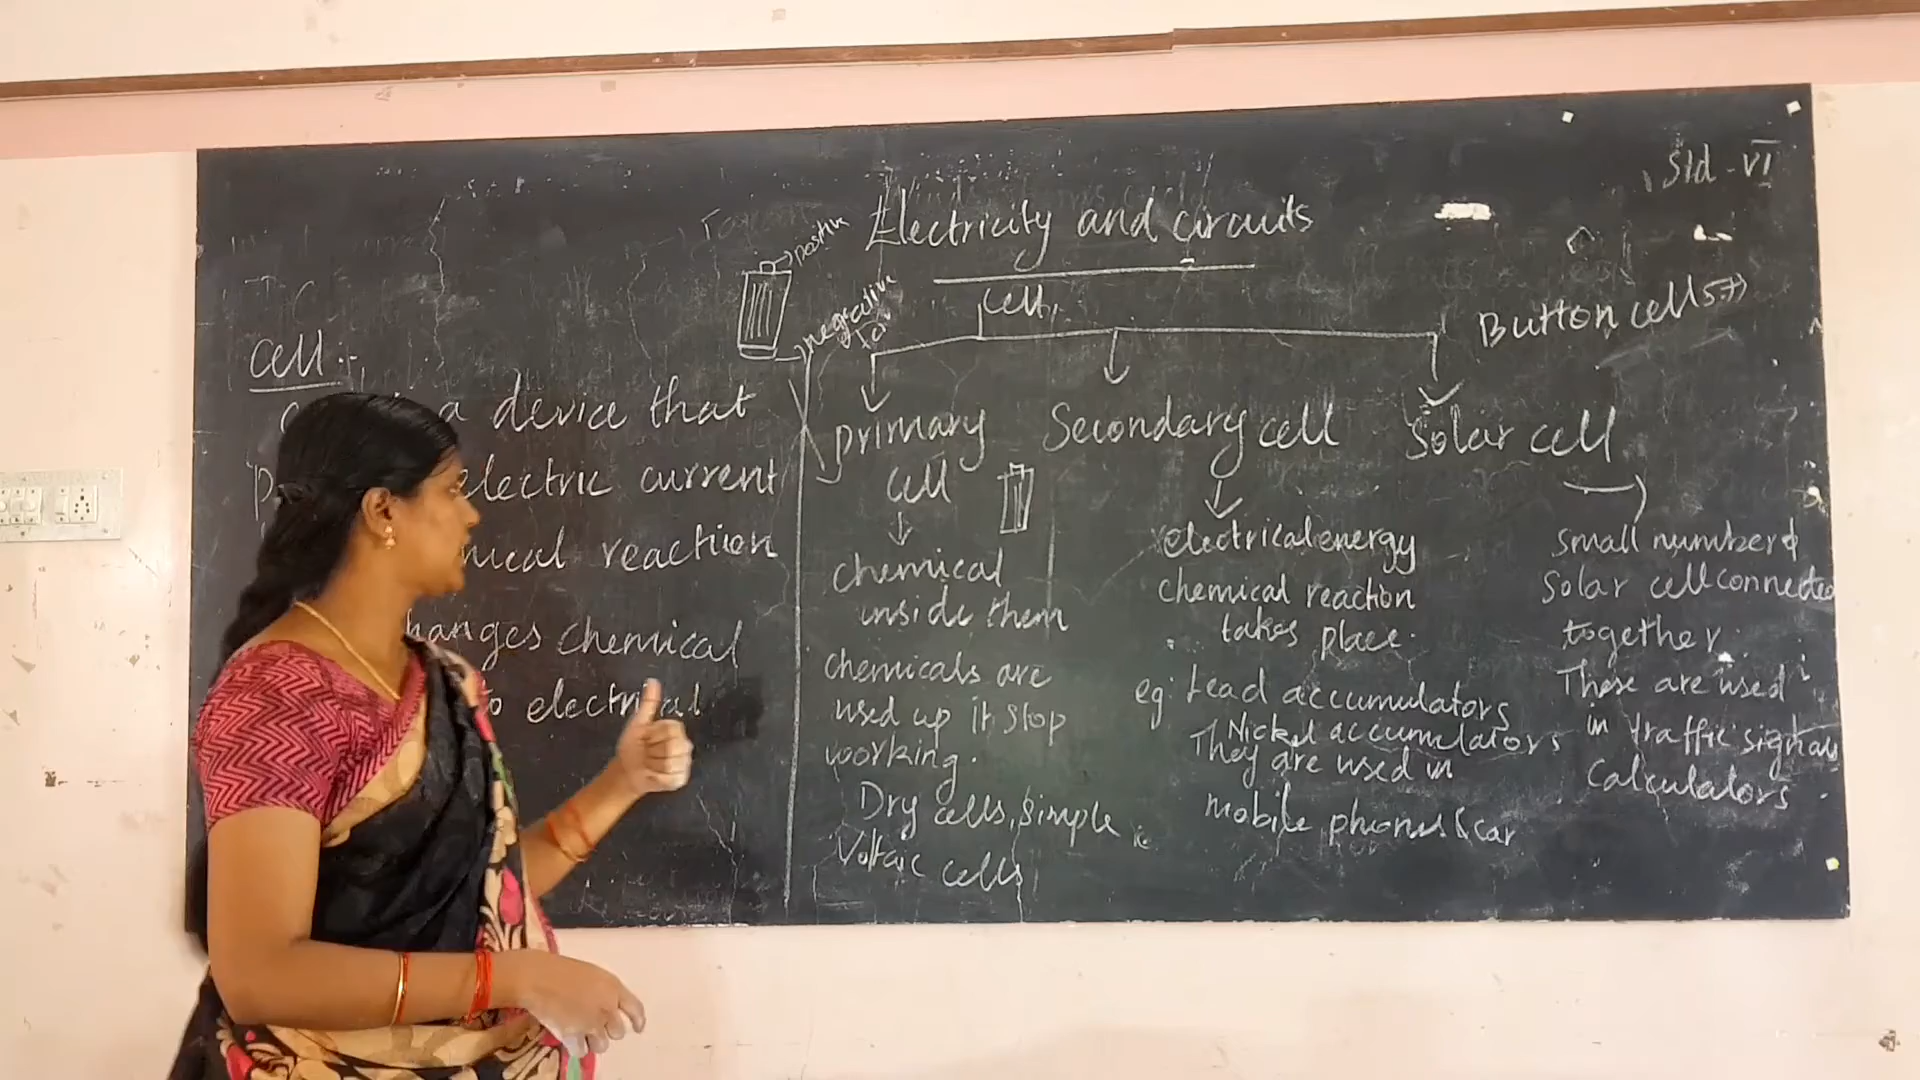 Std - VI
Electricity and circuits
positive
negative
cell
Button cells
cell :-
a device that
electric current
reaction
changes chemical
to electrical
primary
cell
chemical
inside them
chemicals are
used up it stop
working.
Dry cells, simple
Voltaic cells
Secondary cell
electrical energy
chemical reaction
takes place.
eg: Lead accumulators
Nickel accumulators
They are used in
mobile phones & car
Solar cell
small number of
Solar cell connected
together.
These are used
in traffic signals
Calculators.